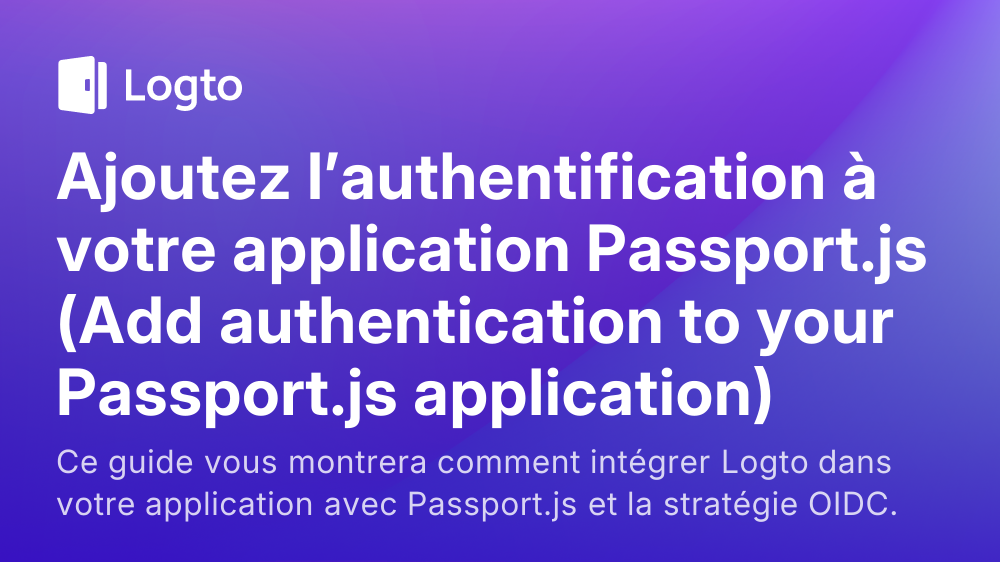 Logto
Ajoutez l’authentification à
votre application Passport.js
(Add authentication to your
Passport.js application)
Ce guide vous montrera comment intégrer Logto dans
votre application avec Passport.js et la stratégie OIDC.